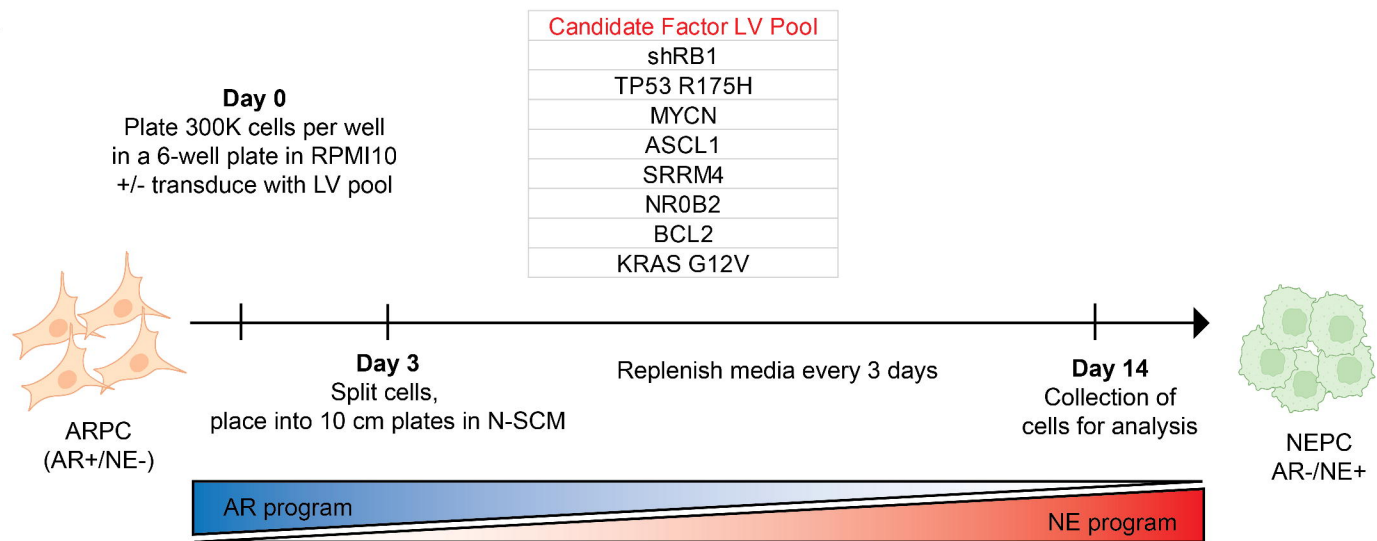 Candidate Factor LV Pool
shRB1
TP53 R175H
MYCN
ASCL1
SRRM4
NR0B2
BCL2
KRAS G12V
Day 0
Plate 300K cells per well
in a 6-well plate in RPMI10
+/- transduce with LV pool
ARPC
(AR+/NE-)
Day 3
Split cells,
place into 10 cm plates in N-SCM
Replenish media every 3 days
Day 14
Collection of
cells for analysis
NEPC
AR-/NE+
AR program
NE program